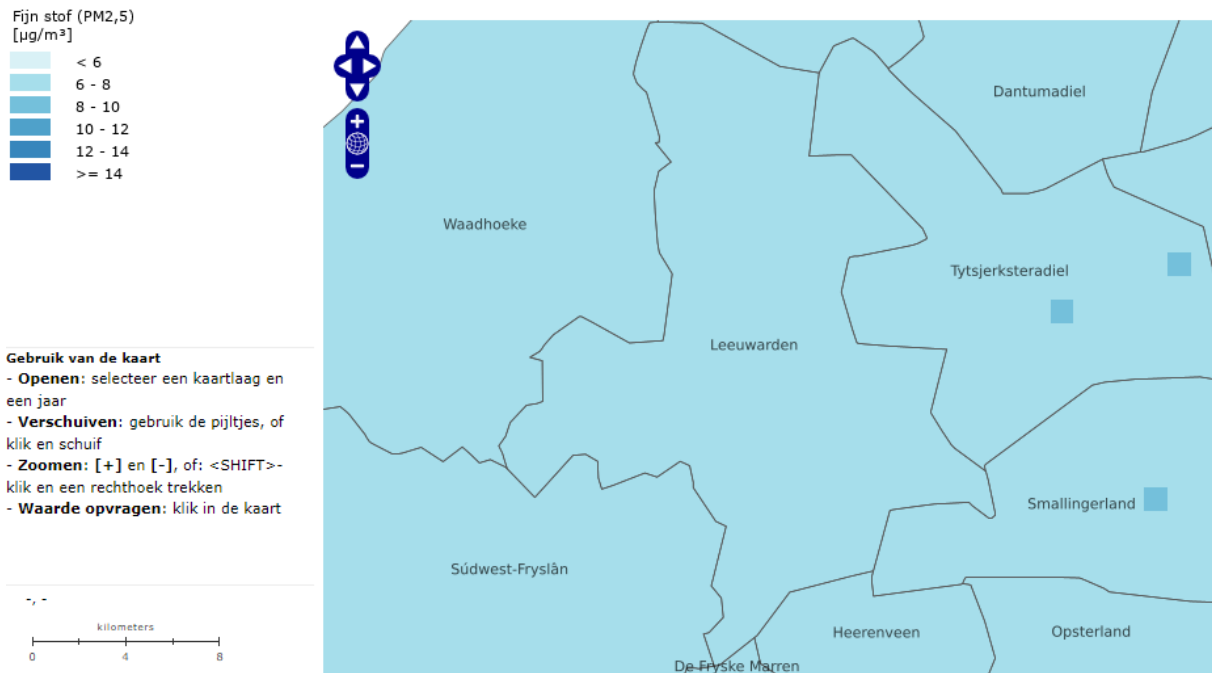 Fijn stof (PM2,5)
[µg/m³]
< 6
6 - 8
8 - 10
10 - 12
12 - 14
>= 14
Gebruik van de kaart
- Openen: selecteer een kaartlaag en
een jaar
- Verschuiven: gebruik de pijltjes, of
klik en schuif
- Zoomen: [+] en [-], of: <SHIFT>-
klik en een rechthoek trekken
- Waarde opvragen: klik in de kaart
-, -
kilometers
0 4 8
Dantumadiel
Waadhoeke
Tytsjerksteradiel
Leeuwarden
Smallingerland
Súdwest-Fryslân
Heerenveen
Opsterland
De Fryske Marren